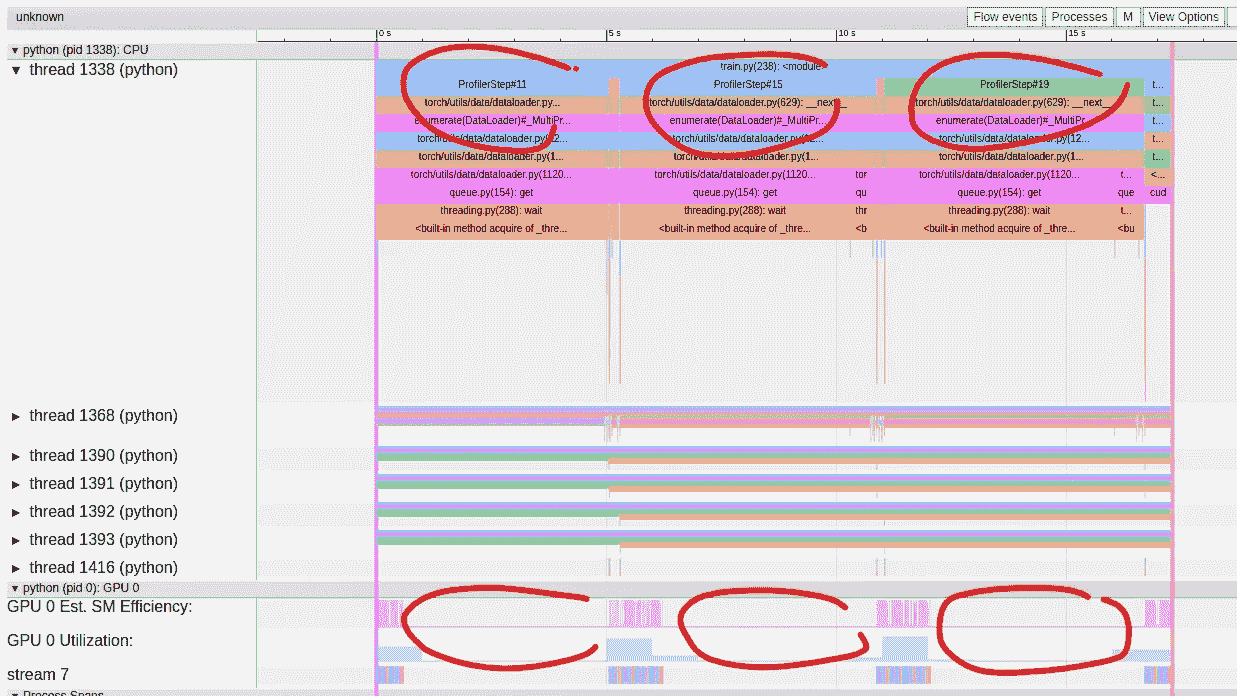 unknown
Flow events
Processes
M
View Options
0 s
5 s
10 s
15 s
python (pid 1338): CPU
thread 1338 (python)
train.py(238): <module>
ProfilerStep#11
ProfilerStep#15
ProfilerStep#19
t...
torch/utils/data/dataloader.py...
torch/utils/data/dataloader.py(629): __next__
torch/utils/data/dataloader.py(629): __next__
t...
enumerate(DataLoader)#_MultiPr...
enumerate(DataLoader)#_MultiPr...
enumerate(DataLoader)#_MultiPr...
t...
torch/utils/data/dataloader.py(12...
torch/utils/data/dataloader.py(12...
torch/utils/data/dataloader.py(12...
t...
torch/utils/data/dataloader.py(1...
torch/utils/data/dataloader.py(1...
torch/utils/data/dataloader.py(1...
t...
torch/utils/data/dataloader.py(1120...
torch/utils/data/dataloader.py(1120...
tor
torch/utils/data/dataloader.py(1120...
t...
<...
queue.py(154): get
queue.py(154): get
qu
queue.py(154): get
que
cud
threading.py(288): wait
threading.py(288): wait
thr
threading.py(288): wait
t...
<built-in method acquire of _thre...
<built-in method acquire of _thre...
<b
<built-in method acquire of _thre...
<bu
thread 1368 (python)
thread 1390 (python)
thread 1391 (python)
thread 1392 (python)
thread 1393 (python)
thread 1416 (python)
python (pid 0): GPU 0
GPU 0 Est. SM Efficiency:
GPU 0 Utilization:
stream 7
Process Spans